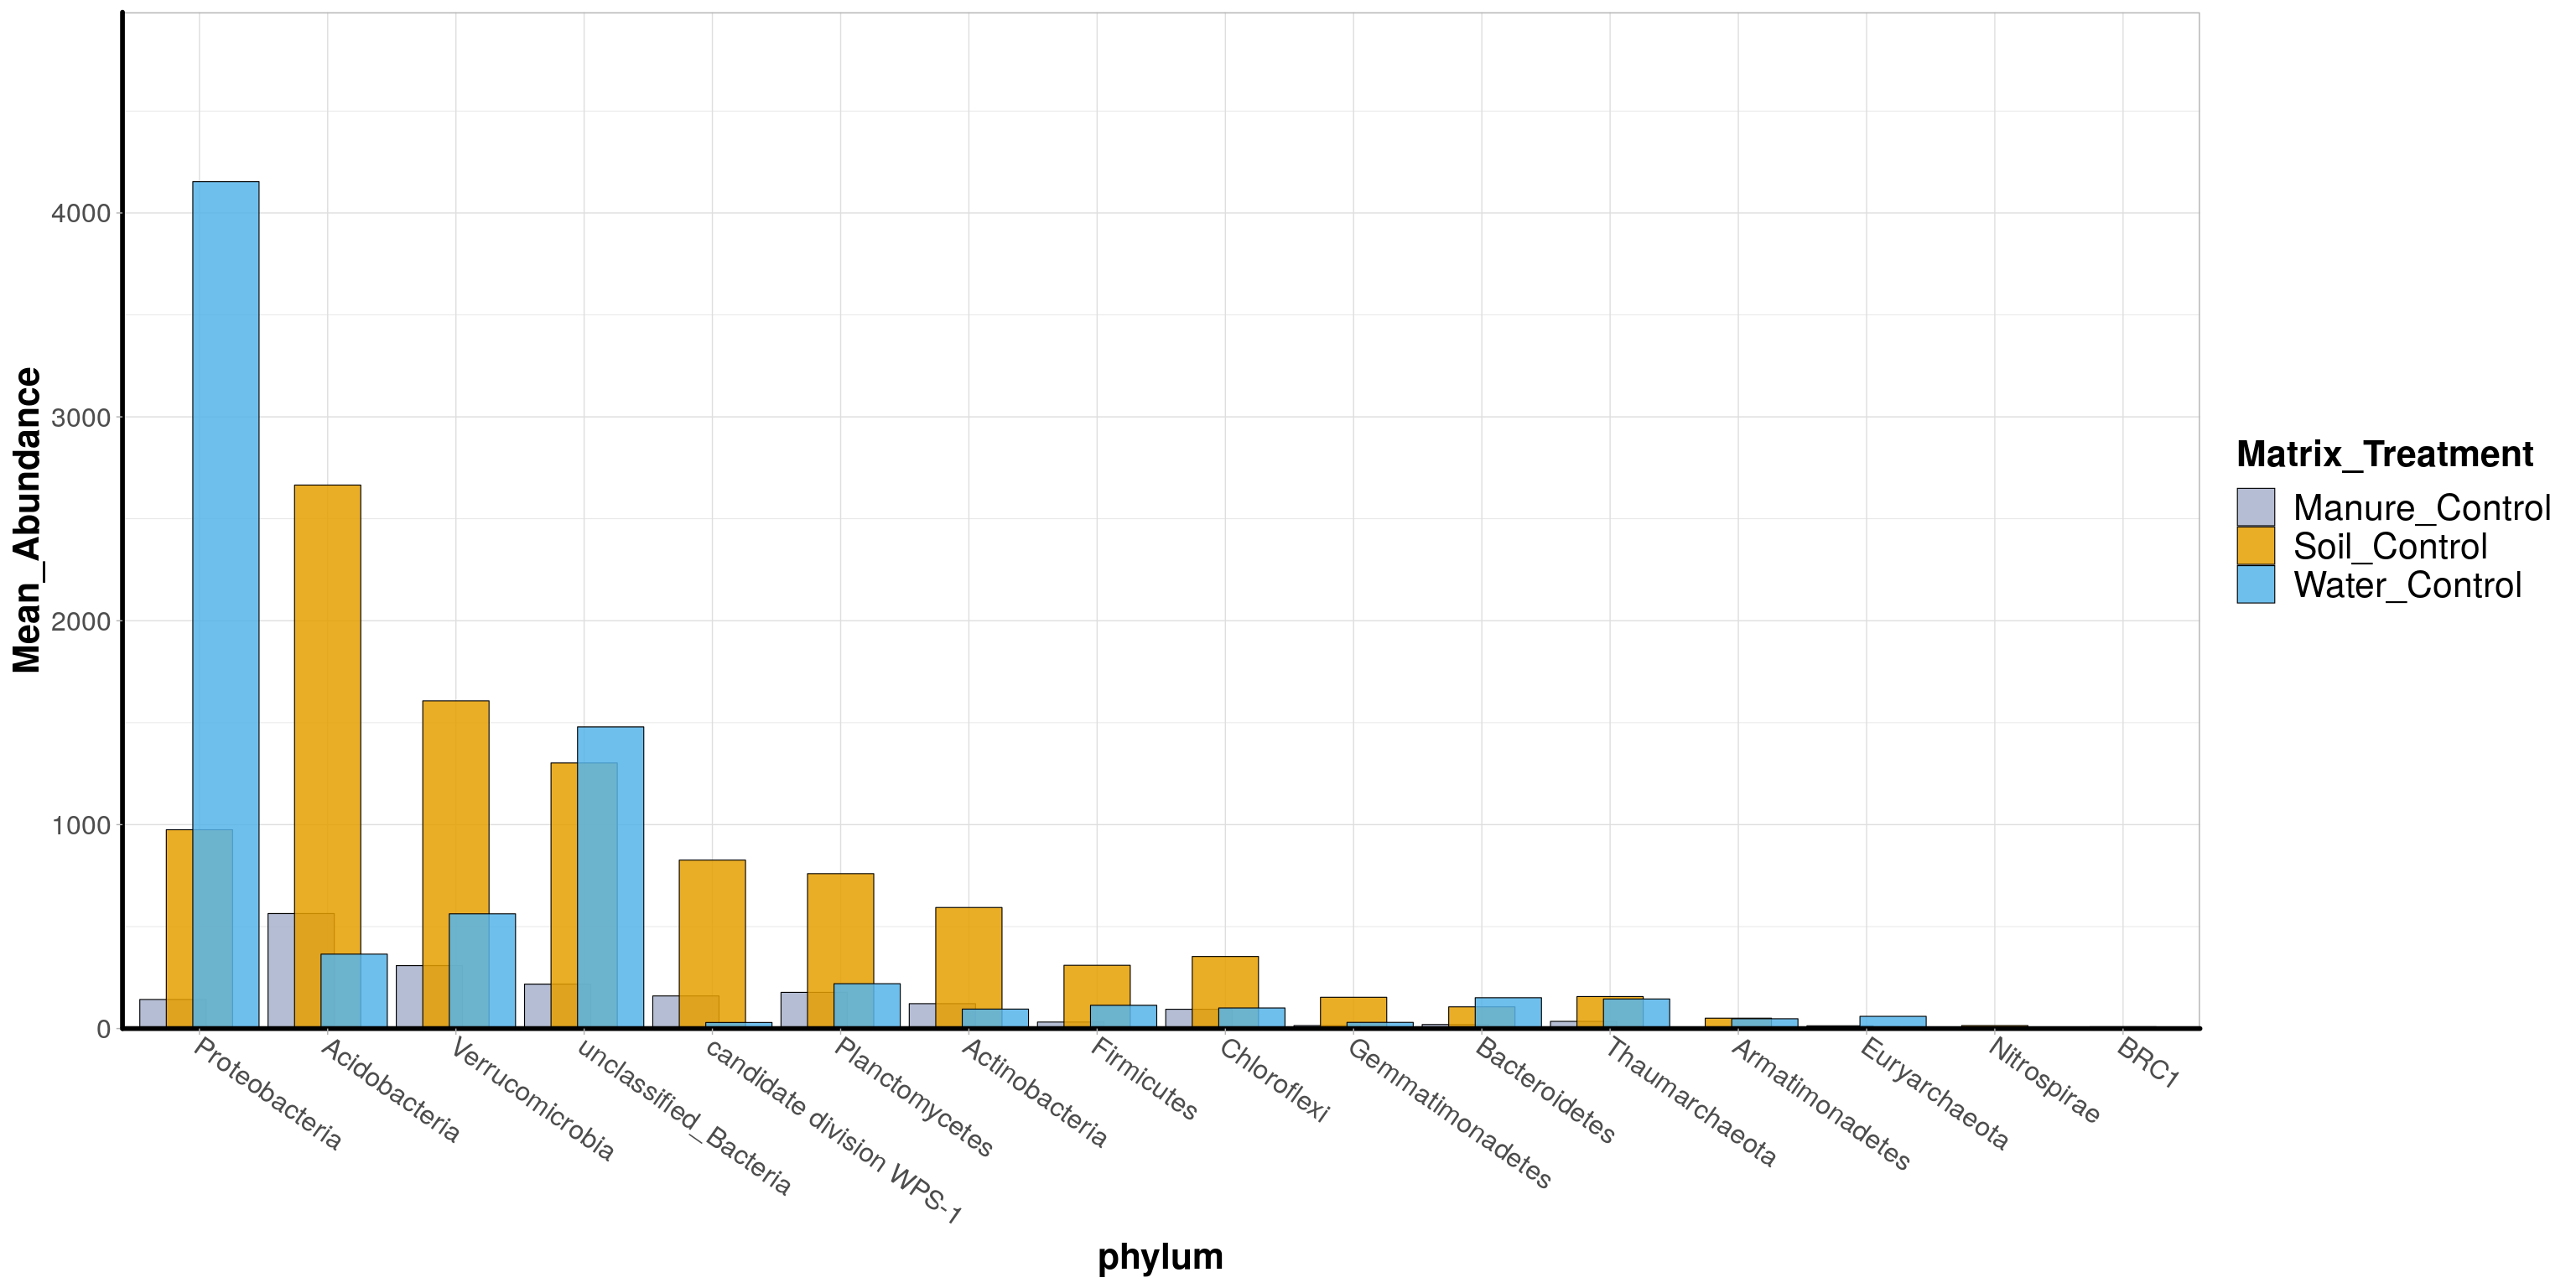 Mean_Abundance
4000
3000
2000
1000
0
Proteobacteria
Acidobacteria
Verrucomicrobia
unclassified_Bacteria
candidate division WPS-1
Planctomycetes
Actinobacteria
Firmicutes
Chloroflexi
Gemmatimonadetes
Bacteroidetes
Thaumarchaeota
Armatimonadetes
Euryarchaeota
Nitrospirae
BRC1
phylum
Matrix_Treatment
Manure_Control
Soil_Control
Water_Control